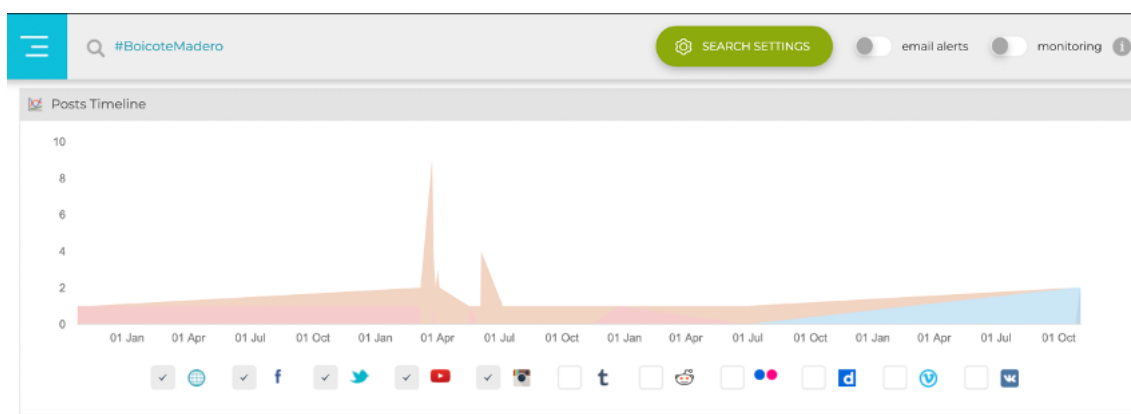 #BoicoteMadero
SEARCH SETTINGS
email alerts
monitoring
Posts Timeline
10
8
6
4
2
0
01 Jan 01 Apr 01 Jul 01 Oct 01 Jan 01 Apr 01 Jul 01 Oct 01 Jan 01 Apr 01 Jul 01 Oct 01 Jan 01 Apr 01 Jul 01 Oct